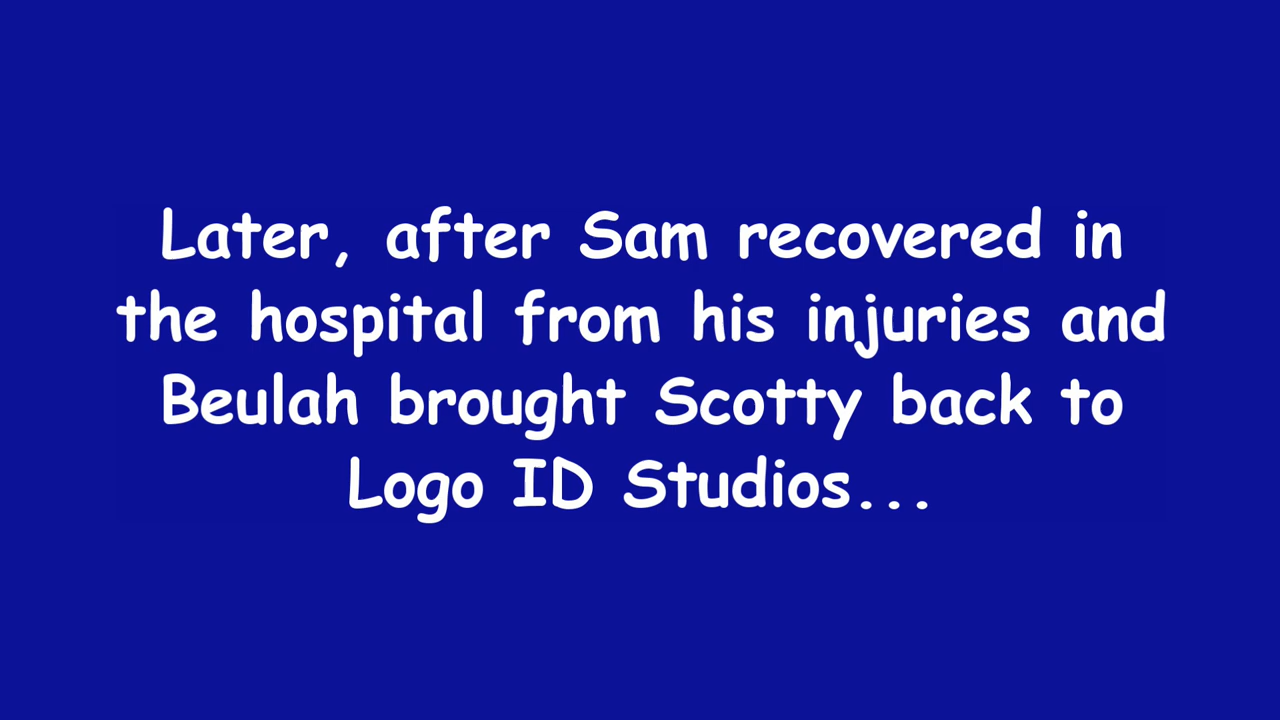 Later, after Sam recovered in
the hospital from his injuries and
Beulah brought Scotty back to
Logo ID Studios...